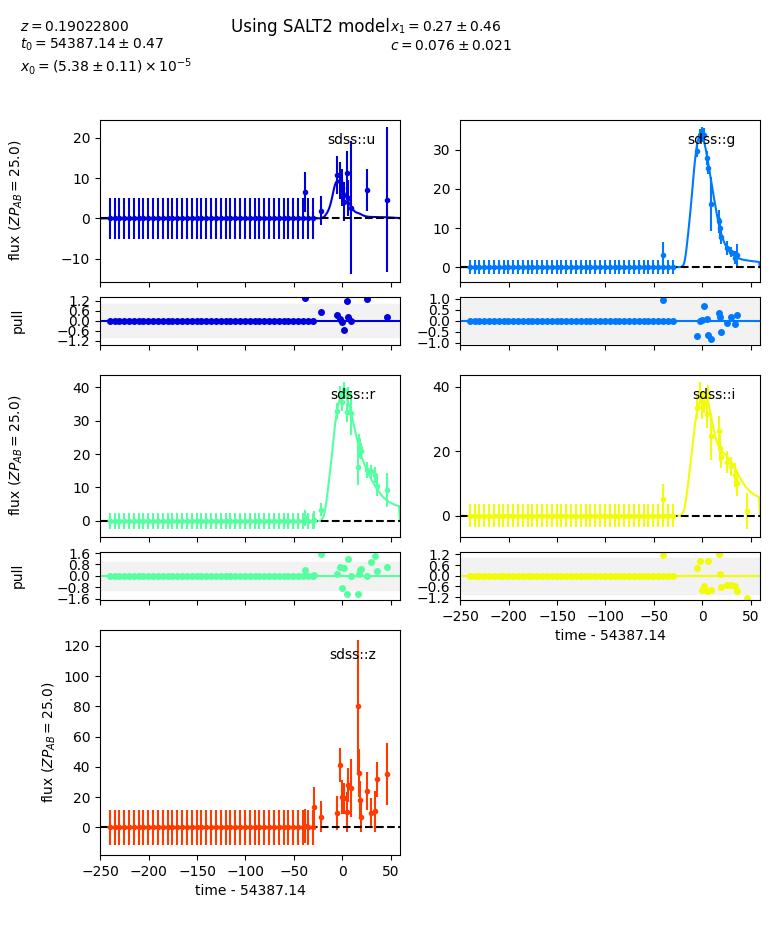 z = 0.19022800
Using SALT2 model
x₁ = 0.27 ± 0.46
t₀ = 54387.14 ± 0.47
c = 0.076 ± 0.021
x₀ = (5.38 ± 0.11) × 10⁻⁵
sdss::u
flux (ZP_AB = 25.0)
20
10
0
−10
sdss::g
30
20
10
0
pull
1.2
0.6
0.0
−0.6
−1.2
1.0
0.5
0.0
−0.5
−1.0
sdss::r
flux (ZP_AB = 25.0)
40
30
20
10
0
sdss::i
40
20
0
pull
1.6
0.8
0.0
−0.8
−1.6
1.2
0.6
0.0
−0.6
−1.2
−250 −200 −150 −100 −50 0 50
time - 54387.14
sdss::z
flux (ZP_AB = 25.0)
120
100
80
60
40
20
0
−250 −200 −150 −100 −50 0 50
time - 54387.14